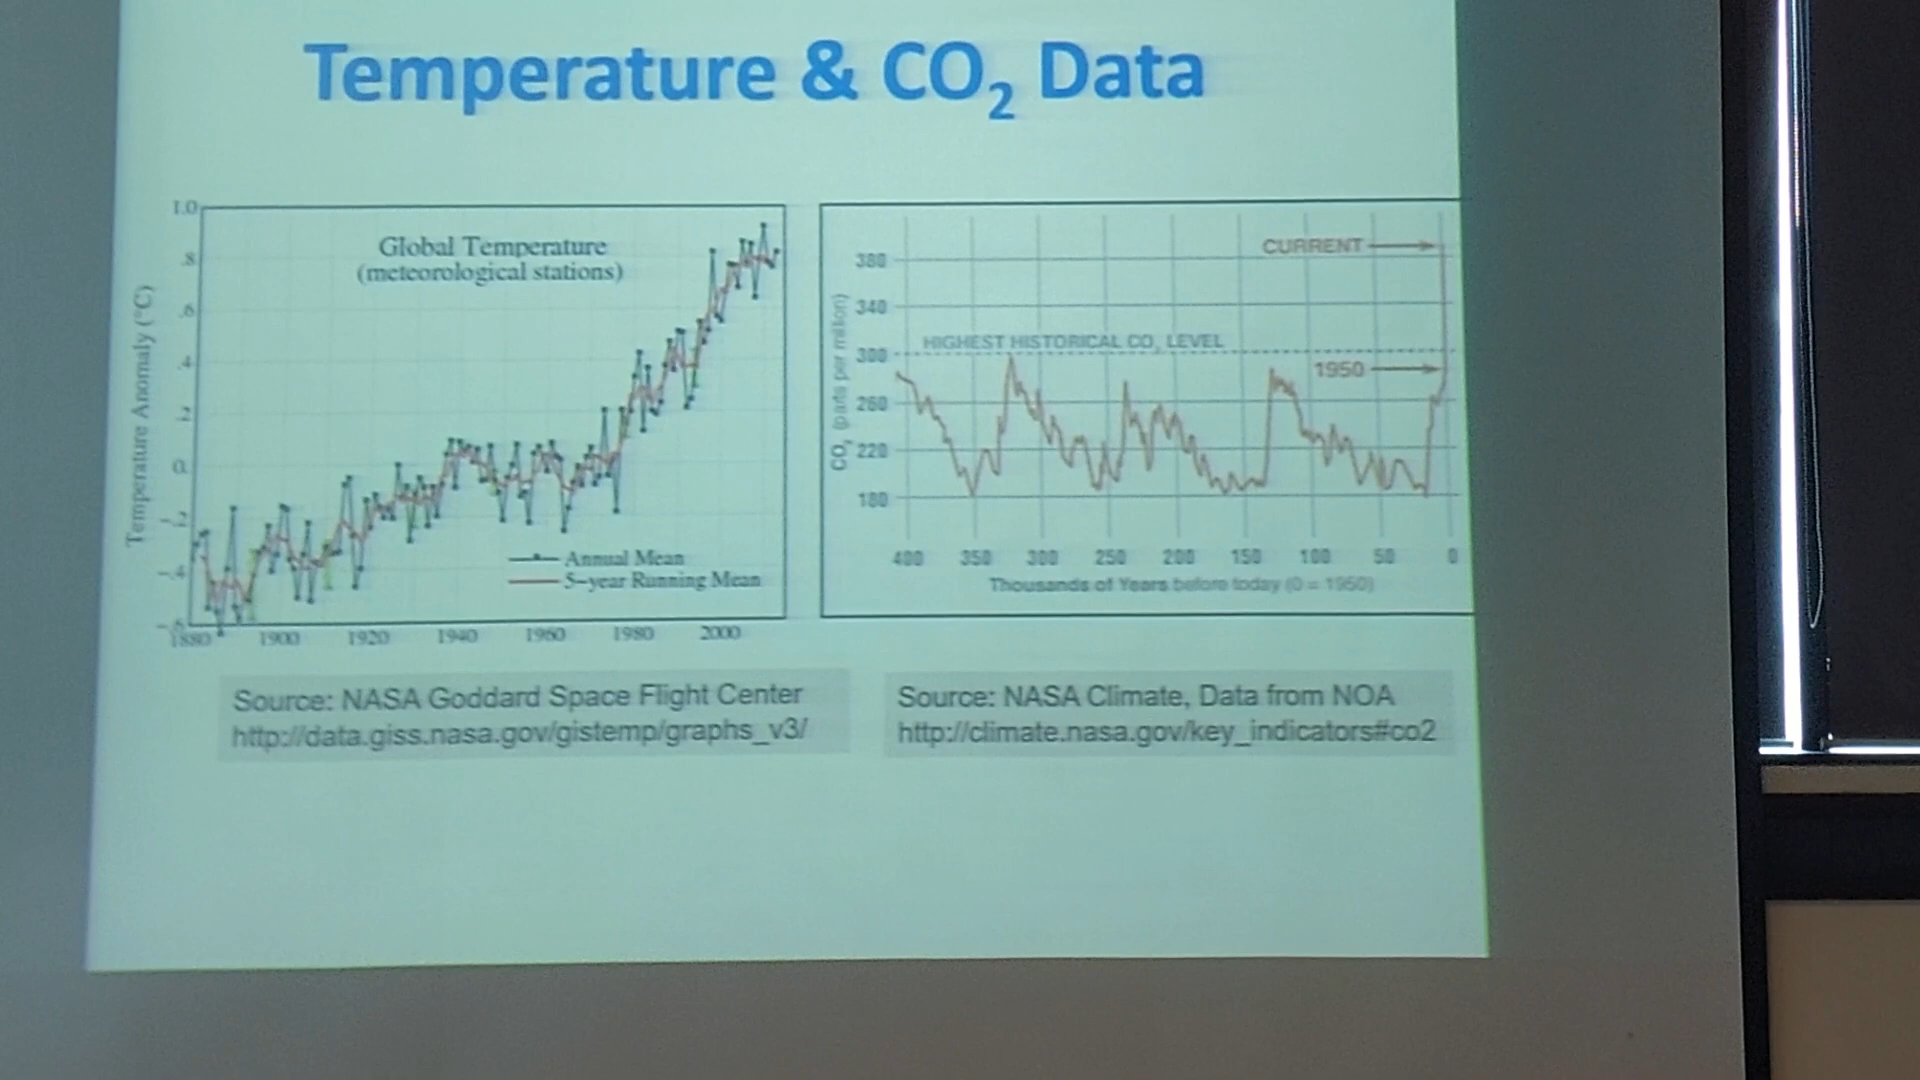 Temperature & CO₂ Data
1.0
.8
.6
.4
.2
0.
-.2
-.4
-.6
Temperature Anomaly (°C)
Global Temperature
(meteorological stations)
Annual Mean
5-year Running Mean
1880 1900 1920 1940 1960 1980 2000
380
340
300
260
220
180
CO₂ (parts per million)
CURRENT
HIGHEST HISTORICAL CO₂ LEVEL
1950
400 350 300 250 200 150 100 50 0
Thousands of Years before today (0 = 1950)
Source: NASA Goddard Space Flight Center
http://data.giss.nasa.gov/gistemp/graphs_v3/
Source: NASA Climate, Data from NOA
http://climate.nasa.gov/key_indicators#co2